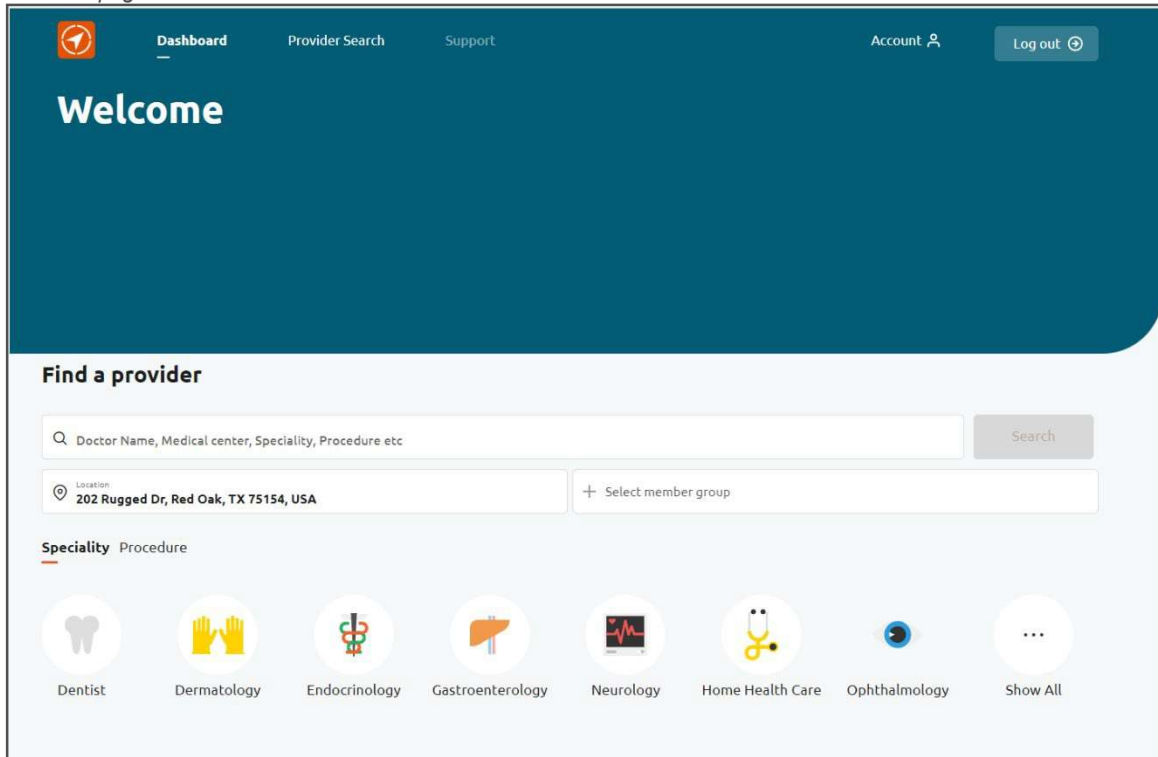 Dashboard Provider Search Support Account Log out
Welcome
Find a provider
Doctor Name, Medical center, Speciality, Procedure etc
Search
Location
202 Rugged Dr, Red Oak, TX 75154, USA
Select member group
Speciality Procedure
Dentist Dermatology Endocrinology Gastroenterology Neurology Home Health Care Ophthalmology Show All